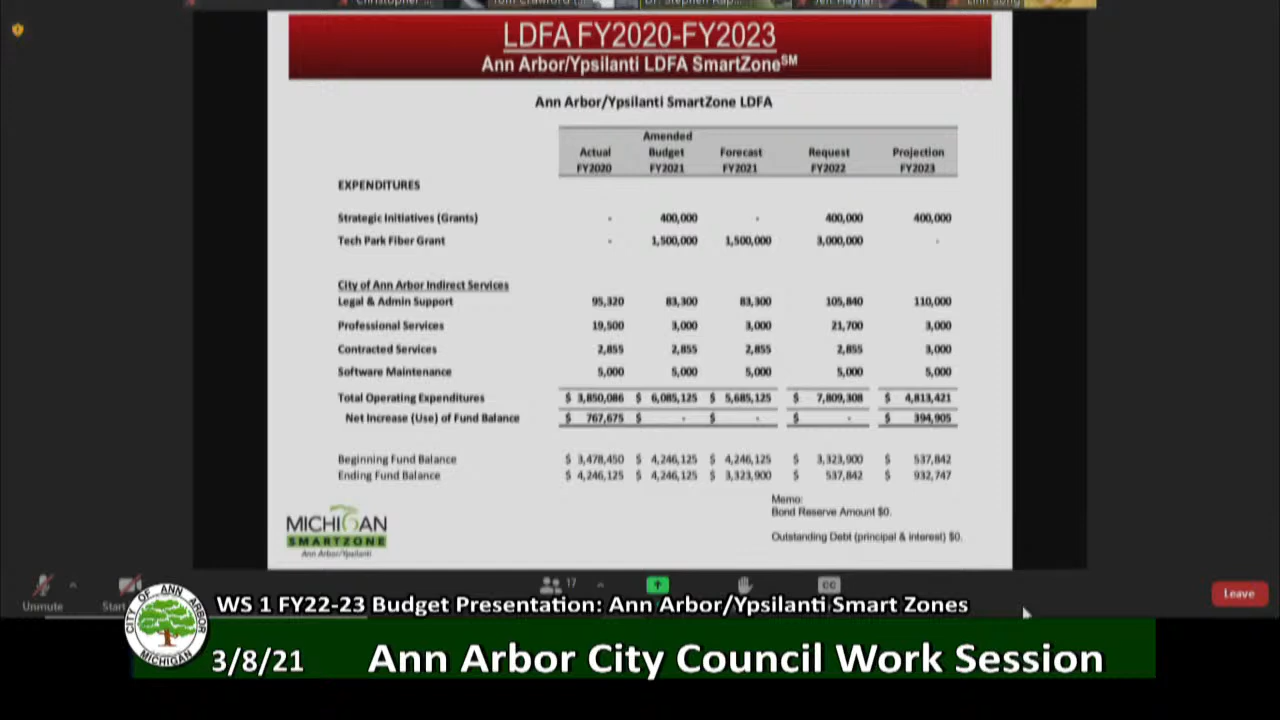 LDFA FY2020-FY2023
Ann Arbor/Ypsilanti LDFA SmartZoneSM
Ann Arbor/Ypsilanti SmartZone LDFA
Amended
Actual Budget Forecast Request Projection
FY2020 FY2021 FY2021 FY2022 FY2023
EXPENDITURES
Strategic Initiatives (Grants) - 400,000 - 400,000 400,000
Tech Park Fiber Grant - 1,500,000 1,500,000 3,000,000 -
City of Ann Arbor Indirect Services
Legal & Admin Support 95,320 83,300 83,300 105,840 110,000
Professional Services 19,500 3,000 3,000 21,700 3,000
Contracted Services 2,855 2,855 2,855 2,855 3,000
Software Maintenance 5,000 5,000 5,000 5,000 5,000
Total Operating Expenditures $ 3,850,086 $ 6,085,125 $ 5,685,125 $ 7,809,308 $ 4,813,421
Net Increase (Use) of Fund Balance $ 767,675 $ - $ - $ - $ 394,905
Beginning Fund Balance $ 3,478,450 $ 4,246,125 $ 4,246,125 $ 3,323,900 $ 537,842
Ending Fund Balance $ 4,246,125 $ 4,246,125 $ 3,323,900 $ 537,842 $ 932,747
Memo:
Bond Reserve Amount $0.
Outstanding Debt (principal & interest) $0.
MICHIGAN
SMARTZONE
Ann Arbor/Ypsilanti
17
CC
Unmute Start
Leave
CITY OF ANN ARBOR
MICHIGAN
WS 1 FY22-23 Budget Presentation: Ann Arbor/Ypsilanti Smart Zones
3/8/21 Ann Arbor City Council Work Session